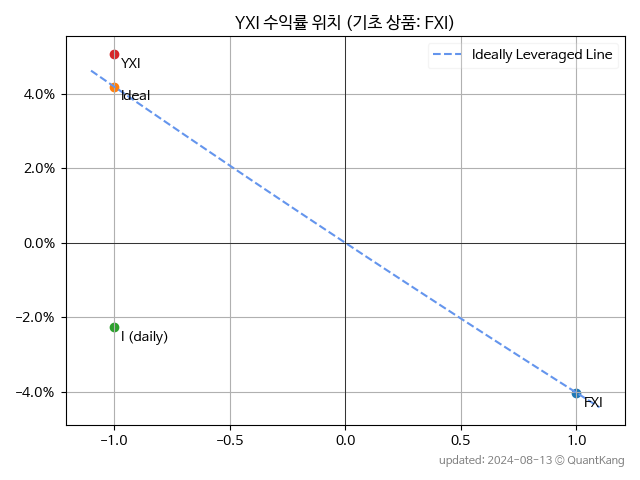 YXI 수익률 위치 (기초 상품: FXI)
Ideally Leveraged Line
YXI
Ideal
I (daily)
FXI
4.0%
2.0%
0.0%
−2.0%
−4.0%
−1.0 −0.5 0.0 0.5 1.0
updated: 2024-08-13 © QuantKang